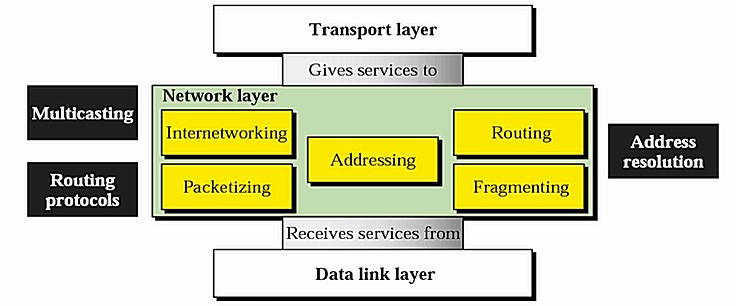 Transport layer
Gives services to
Network layer
Multicasting
Internetworking
Routing
Addressing
Address
resolution
Routing
protocols
Packetizing
Fragmenting
Receives services from
Data link layer